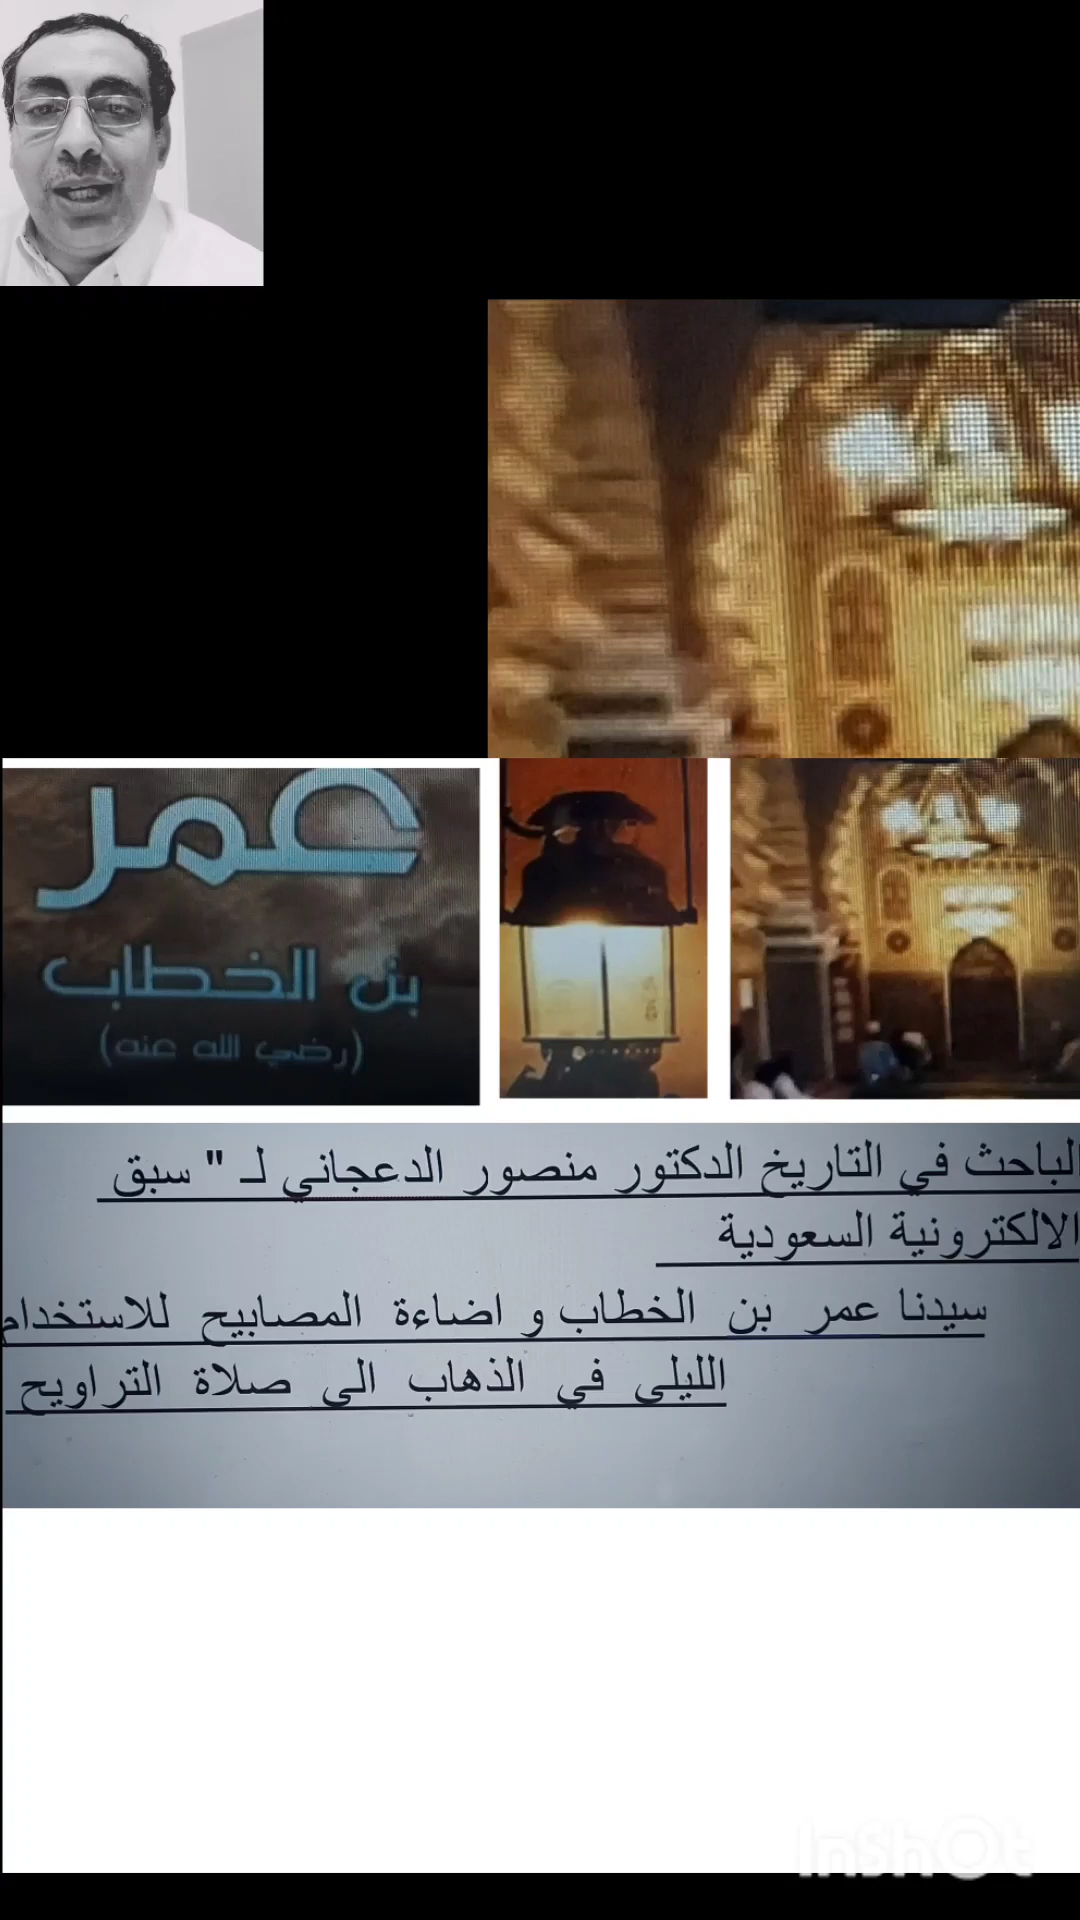 عمر
بن الخطاب
(رضي الله عنه)
الباحث في التاريخ الدكتور منصور الدعجاني لـ " سبق
الالكترونية السعودية
سيدنا عمر بن الخطاب و اضاءة المصابيح للاستخدام
الليلي في الذهاب الى صلاة التراويح
InShOt